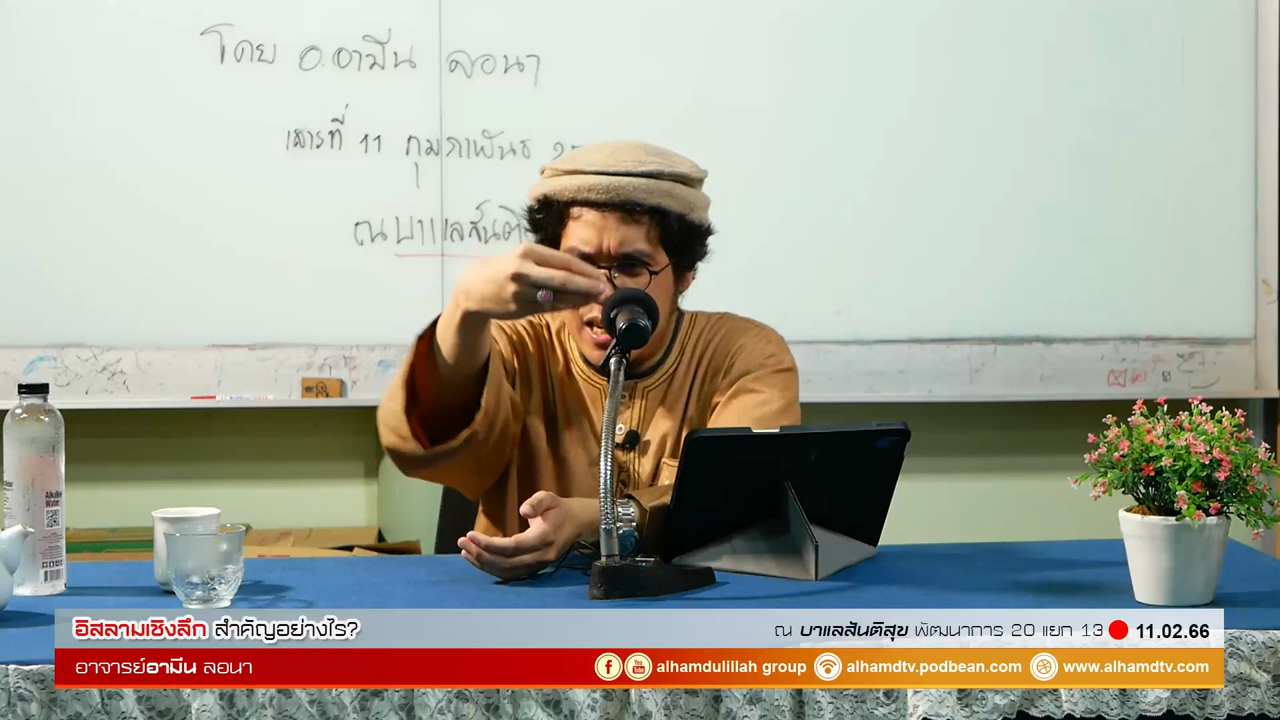 โดย อ.อามีน ลอนา
เสาร์ที่ 11 กุมภาพันธ
ณ บาแลสันติ
Alkaline
Water
อิสลามเชิงลึก สำคัญอย่างไร?
ณ บาแลสันติสุข พัฒนาการ 20 แยก 13 11.02.66
อาจารย์อามีน ลอนา
alhamdulillah group alhamdtv.podbean.com www.alhamdtv.com